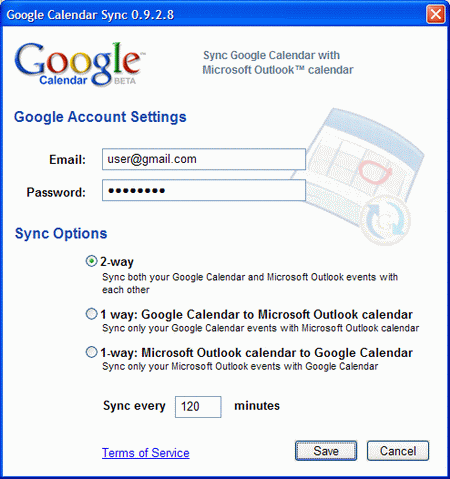 Google Calendar Sync 0.9.2.8
Google™
Calendar BETA
Sync Google Calendar with
Microsoft Outlook™ calendar
Google Account Settings
Email: user@gmail.com
Password: ••••••••
Sync Options
2-way
Sync both your Google Calendar and Microsoft Outlook events with
each other
1 way: Google Calendar to Microsoft Outlook calendar
Sync only your Google Calendar events with Microsoft Outlook calendar
1-way: Microsoft Outlook calendar to Google Calendar
Sync only your Microsoft Outlook events with Google Calendar
Sync every 120 minutes
Terms of Service Save Cancel